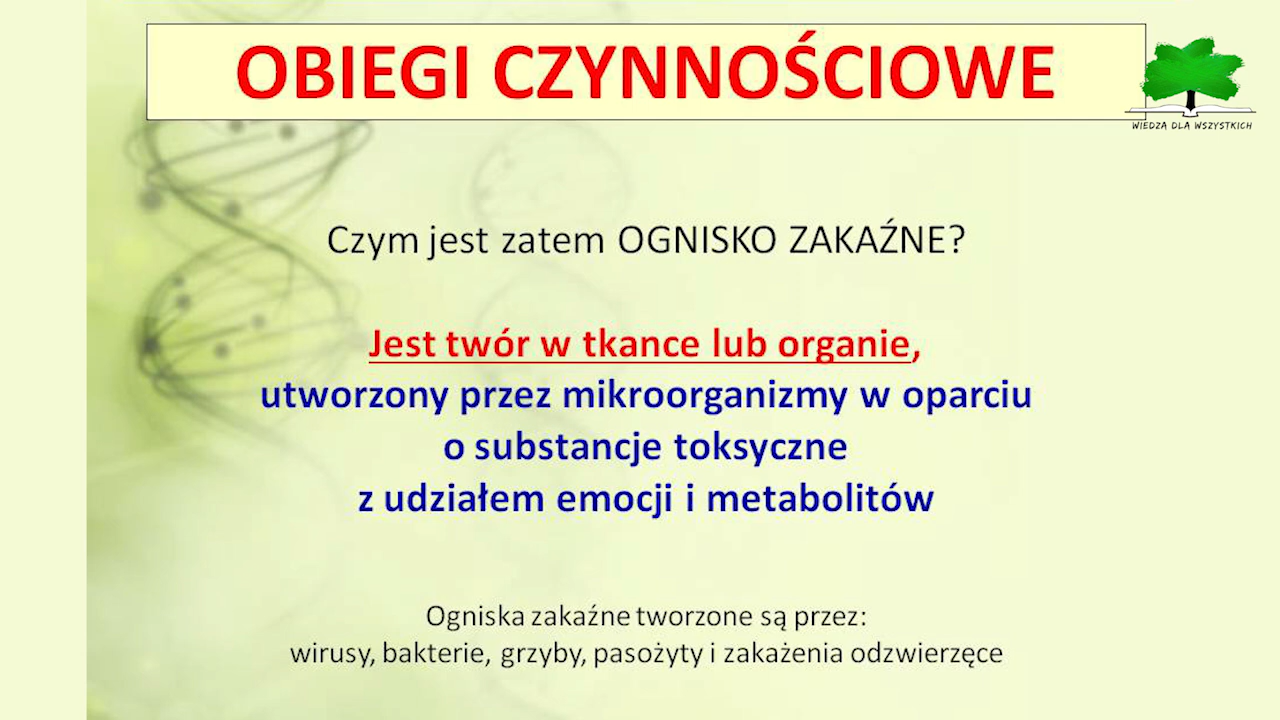 OBIEGI CZYNNOŚCIOWE
WIEDZA DLA WSZYSTKICH
Czym jest zatem OGNISKO ZAKAŹNE?
Jest twór w tkance lub organie,
utworzony przez mikroorganizmy w oparciu
o substancje toksyczne
z udziałem emocji i metabolitów
Ogniska zakaźne tworzone są przez:
wirusy, bakterie, grzyby, pasożyty i zakażenia odzwierzęce